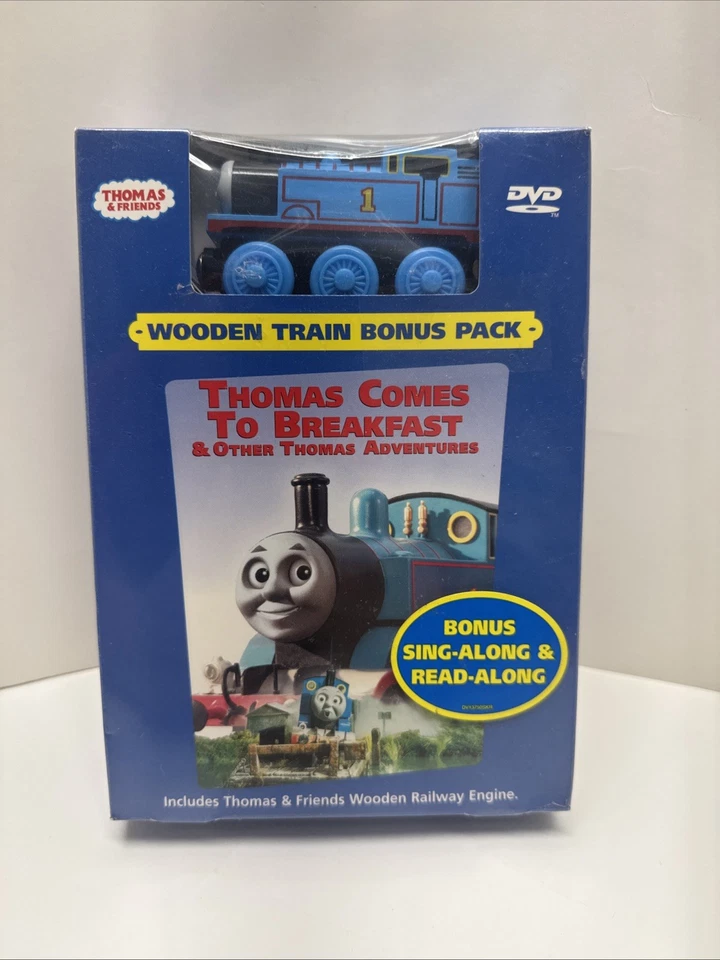 THOMAS
& FRIENDS
DVD
TM
1
WOODEN TRAIN BONUS PACK
THOMAS COMES
TO BREAKFAST
& OTHER THOMAS ADVENTURES
BONUS
SING-ALONG &
READ-ALONG
Includes Thomas & Friends Wooden Railway Engine.